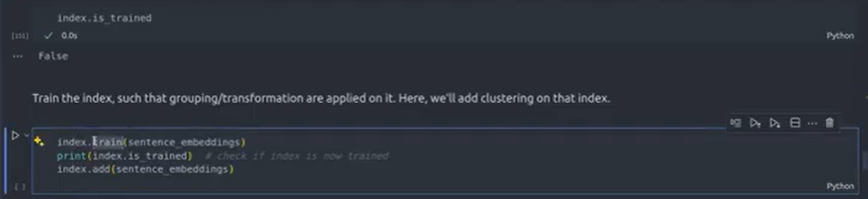 index.is_trained
[151] 0.0s Python
... False
Train the index, such that grouping/transformation are applied on it. Here, we'll add clustering on that index.
index.train(sentence_embeddings)
print(index.is_trained)  # check if index is now trained
index.add(sentence_embeddings)
[ ] Python